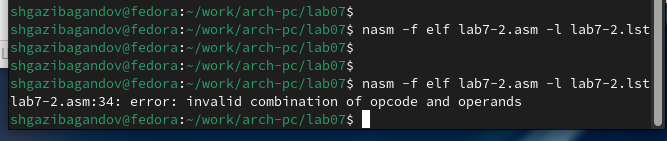 shgazibagandov@fedora:~/work/arch-pc/lab07$
shgazibagandov@fedora:~/work/arch-pc/lab07$ nasm -f elf lab7-2.asm -l lab7-2.lst
shgazibagandov@fedora:~/work/arch-pc/lab07$
shgazibagandov@fedora:~/work/arch-pc/lab07$
shgazibagandov@fedora:~/work/arch-pc/lab07$ nasm -f elf lab7-2.asm -l lab7-2.lst
lab7-2.asm:34: error: invalid combination of opcode and operands
shgazibagandov@fedora:~/work/arch-pc/lab07$